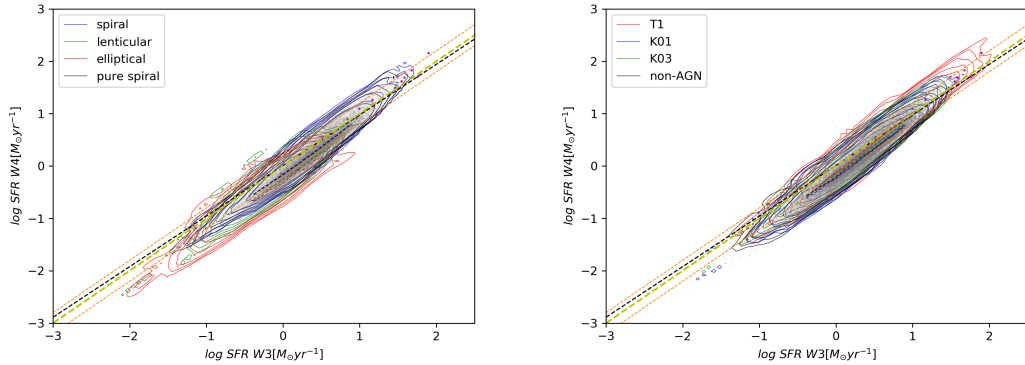 3
2
1
0
−1
−2
−3
log SFR W4[M⊙yr⁻¹]
spiral
lenticular
elliptical
pure spiral
−3
−2
−1
0
1
2
log SFR W3[M⊙yr⁻¹]
3
2
1
0
−1
−2
−3
log SFR W4[M⊙yr⁻¹]
T1
K01
K03
non-AGN
−3
−2
−1
0
1
2
log SFR W3[M⊙yr⁻¹]